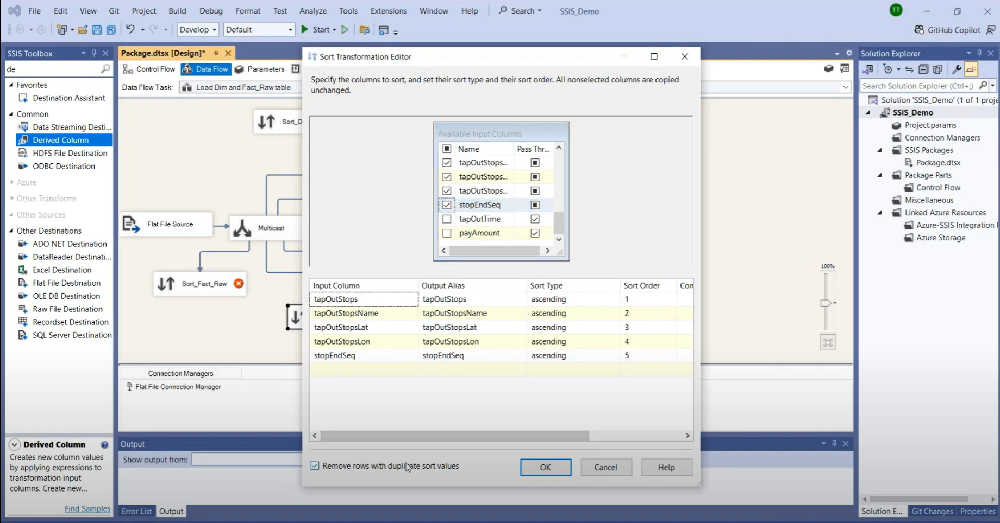 File Edit View Git Project Build Debug Format Test Analyze Tools Extensions Window Help Search SSIS_Demo TT
Develop Default Start GitHub Copilot
SSIS Toolbox
de
Favorites
Destination Assistant
Common
Data Streaming Desti...
Derived Column
HDFS File Destination
ODBC Destination
Azure
Other Transforms
Other Sources
Other Destinations
ADO NET Destination
DataReader Destinati...
Excel Destination
Flat File Destination
OLE DB Destination
Raw File Destination
Recordset Destination
SQL Server Destination
Derived Column
Creates new column values
by applying expressions to
transformation input
columns. Create new...
Find Samples
Package.dtsx [Design]*
Control Flow Data Flow Parameters
Data Flow Task: Load Dim and Fact_Raw table
Sort_D
Flat File Source
Multicast
Sort_Fact_Raw
100%
Connection Managers
Flat File Connection Manager
Output
Show output from:
Error List Output
Sort Transformation Editor
Specify the columns to sort, and set their sort type and their sort order. All nonselected columns are copied
unchanged.
Available Input Columns
Name Pass Thr...
tapOutStops...
tapOutStops...
tapOutStops...
stopEndSeq
tapOutTime
payAmount
Input Column Output Alias Sort Type Sort Order Con
tapOutStops tapOutStops ascending 1
tapOutStopsName tapOutStopsName ascending 2
tapOutStopsLat tapOutStopsLat ascending 3
tapOutStopsLon tapOutStopsLon ascending 4
stopEndSeq stopEndSeq ascending 5
Remove rows with duplicate sort values
OK Cancel Help
Solution Explorer
Search Solution Explorer (Ctrl+;)
Solution 'SSIS_Demo' (1 of 1 proje
SSIS_Demo
Project.params
Connection Managers
SSIS Packages
Package.dtsx
Package Parts
Control Flow
Miscellaneous
Linked Azure Resources
Azure-SSIS Integration R
Azure Storage
Solution E... Git Changes Properties